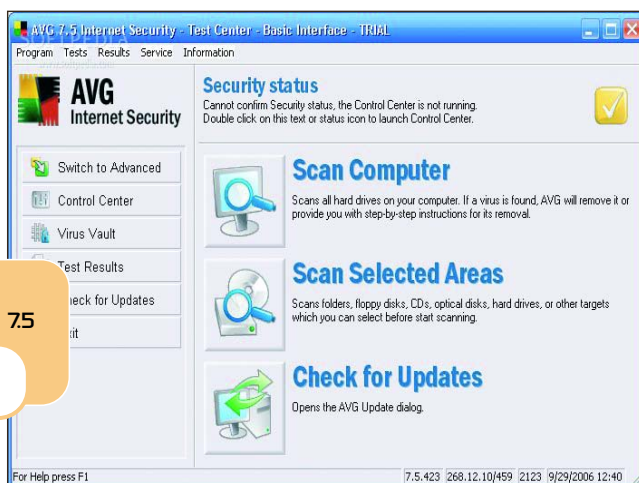 AVG 7.5 Internet Security - Test Center - Basic Interface - TRIAL
SOFTPEDIA
Program Tests Results Service Information
AVG
Internet Security
Security status
Cannot confirm Security status, the Control Center is not running.
Double click on this text or status icon to launch Control Center.
Switch to Advanced
Control Center
Virus Vault
Test Results
heck for Updates
xit
7.5
Scan Computer
Scans all hard drives on your computer. If a virus is found, AVG will remove it or
provide you with step-by-step instructions for its removal.
Scan Selected Areas
Scans folders, floppy disks, CDs, optical disks, hard drives, or other targets
which you can select before start scanning.
Check for Updates
Opens the AVG Update dialog.
For Help press F1
7.5.423 268.12.10/459 2123 9/29/2006 12:40